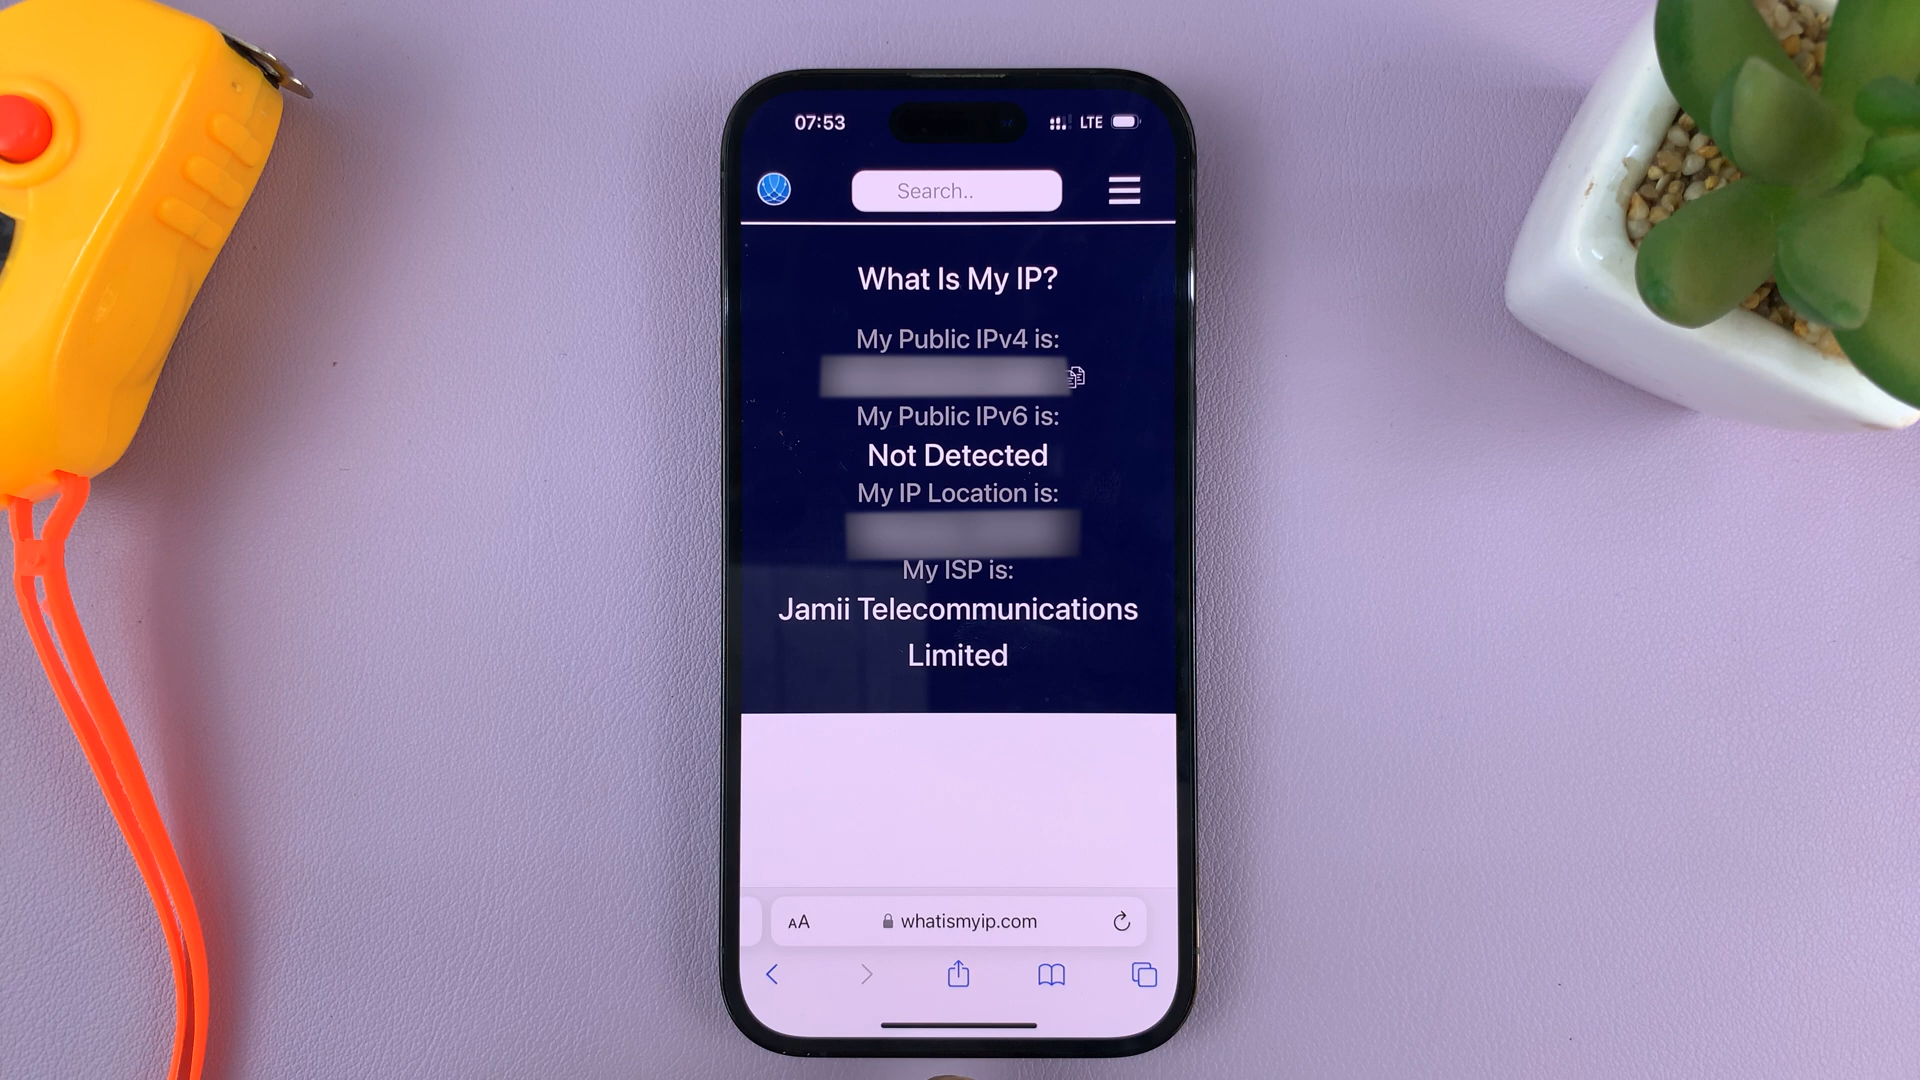 07:53 LTE
Search..
What Is My IP?
My Public IPv4 is:
My Public IPv6 is:
Not Detected
My IP Location is:
My ISP is:
Jamii Telecommunications
Limited
AA whatismyip.com